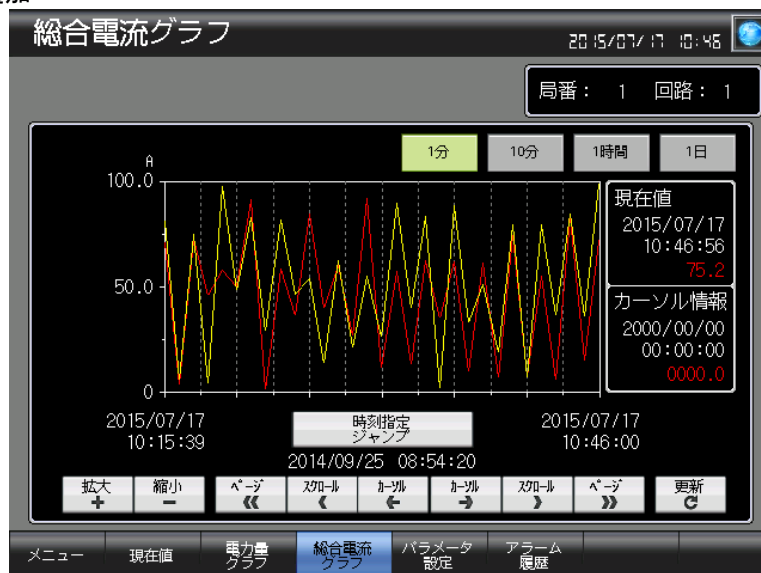 総合電流グラフ
2015/07/17 10:46
局番： 1 回路： 1
1分 10分 1時間 1日
A
100.0
50.0
0
現在値
2015/07/17
10:46:56
75.2
カーソル情報
2000/00/00
00:00:00
0000.0
2015/07/17
10:15:39
時刻指定
ジャンプ
2015/07/17
10:46:00
2014/09/25 08:54:20
拡大 縮小 ﾍﾟｰｼﾞ ｽｸﾛｰﾙ ｶｰｿﾙ ｶｰｿﾙ ｽｸﾛｰﾙ ﾍﾟｰｼﾞ 更新
メニュー
現在値
電力量
グラフ
総合電流
グラフ
パラメータ
設定
アラーム
履歴